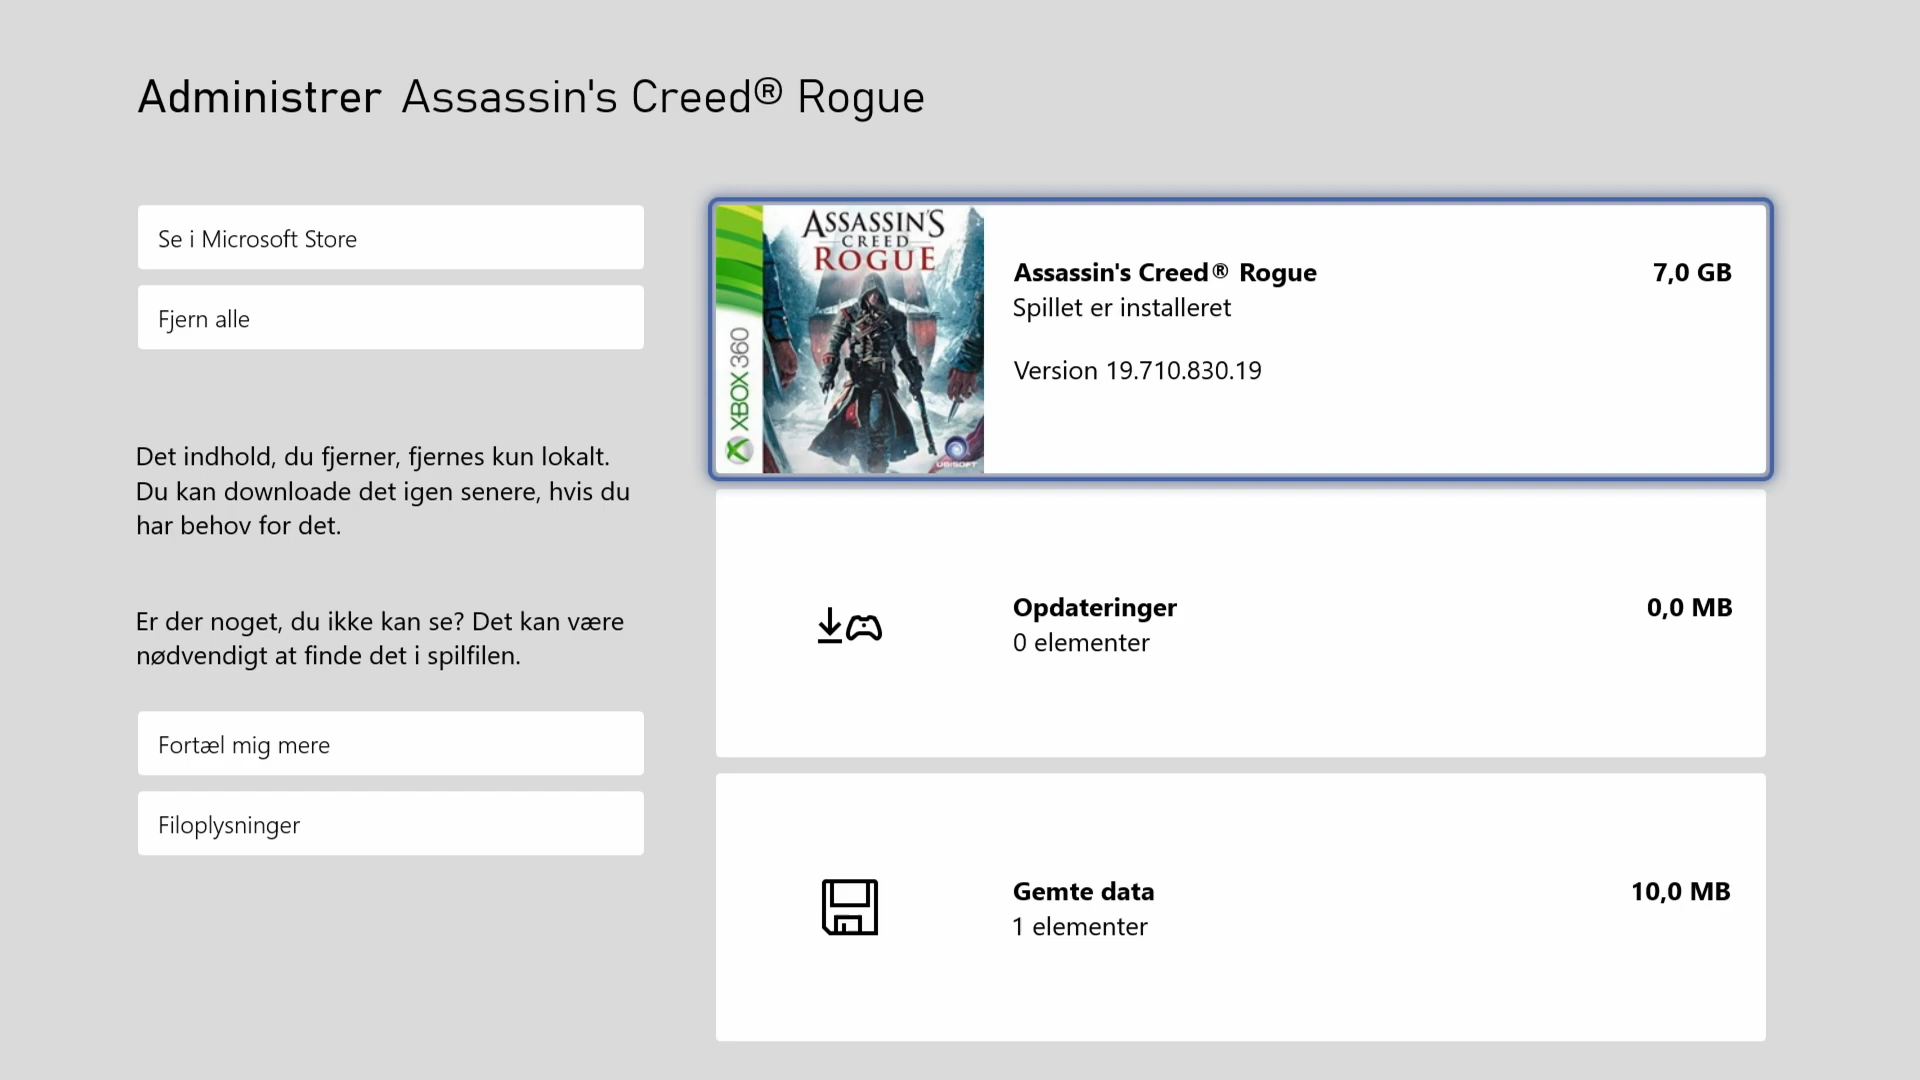 Administrer Assassin's Creed® Rogue
Se i Microsoft Store
Fjern alle
Det indhold, du fjerner, fjernes kun lokalt.
Du kan downloade det igen senere, hvis du
har behov for det.
Er der noget, du ikke kan se? Det kan være
nødvendigt at finde det i spilfilen.
Fortæl mig mere
Filoplysninger
ASSASSIN'S
CREED
ROGUE
XBOX 360
UBISOFT
Assassin's Creed® Rogue
7,0 GB
Spillet er installeret
Version 19.710.830.19
Opdateringer
0,0 MB
0 elementer
Gemte data
10,0 MB
1 elementer